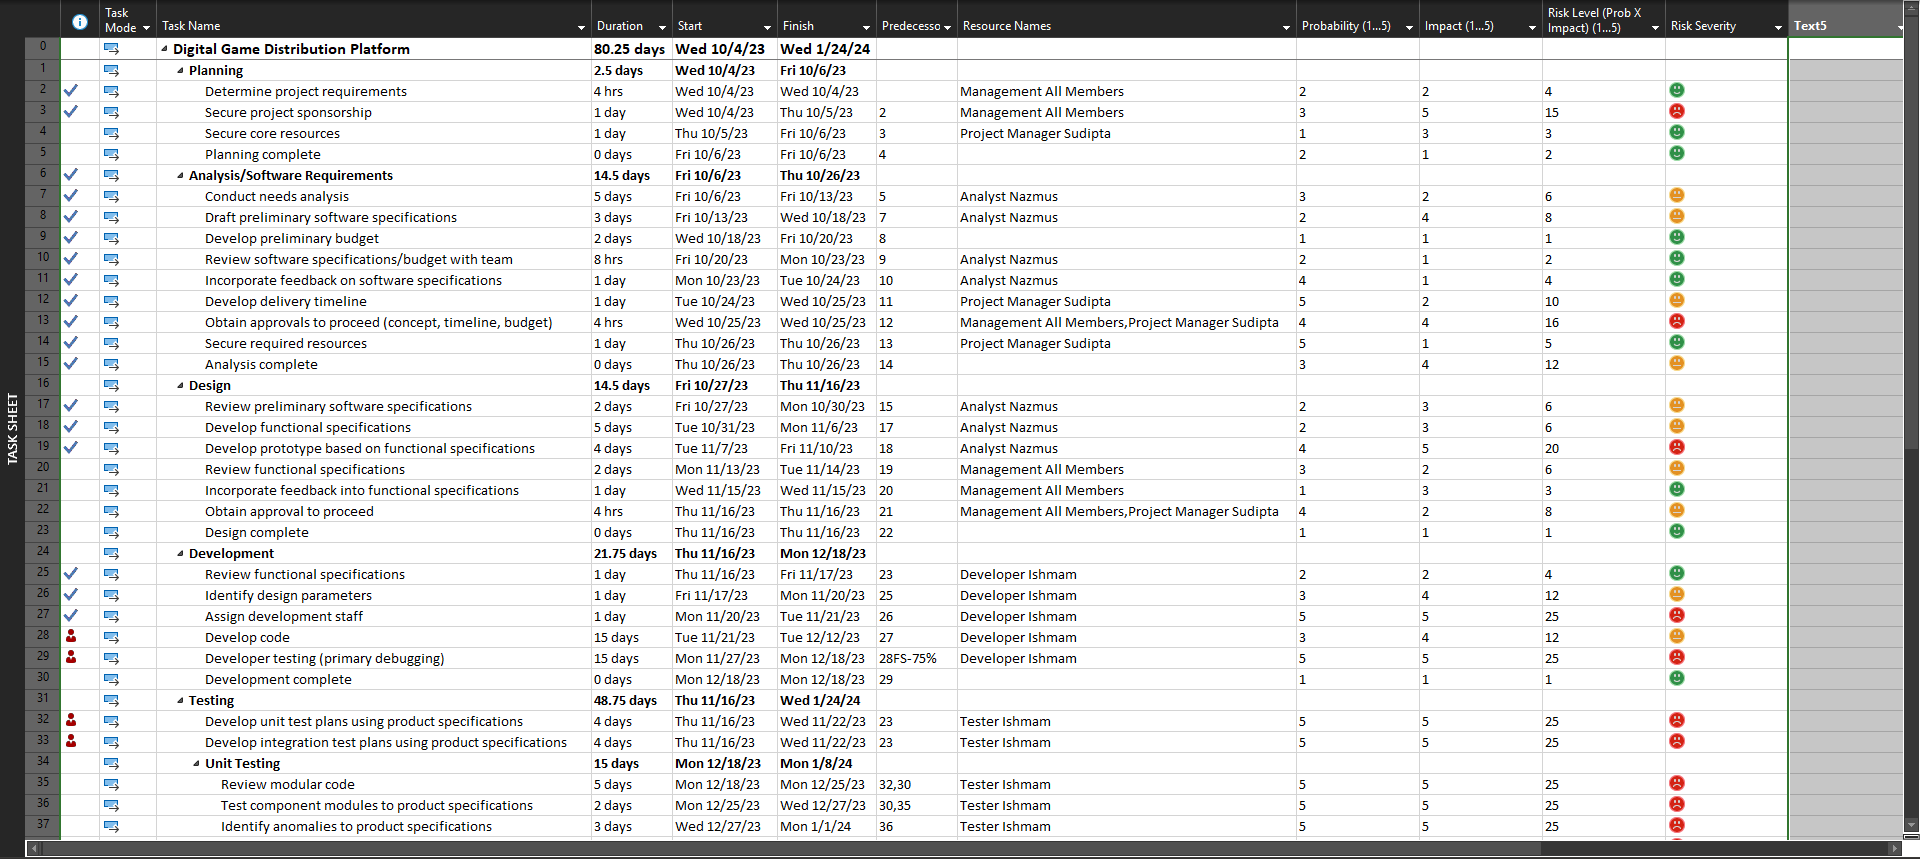 Task Mode Task Name Duration Start Finish Predecesso Resource Names Probability (1...5) Impact (1...5) Risk Level (Prob X Impact) (1...5) Risk Severity Text5
TASK SHEET
0 Digital Game Distribution Platform 80.25 days Wed 10/4/23 Wed 1/24/24
1 Planning 2.5 days Wed 10/4/23 Fri 10/6/23
2 Determine project requirements 4 hrs Wed 10/4/23 Wed 10/4/23 Management All Members 2 2 4
3 Secure project sponsorship 1 day Wed 10/4/23 Thu 10/5/23 2 Management All Members 3 5 15
4 Secure core resources 1 day Thu 10/5/23 Fri 10/6/23 3 Project Manager Sudipta 1 3 3
5 Planning complete 0 days Fri 10/6/23 Fri 10/6/23 4 2 1 2
6 Analysis/Software Requirements 14.5 days Fri 10/6/23 Thu 10/26/23
7 Conduct needs analysis 5 days Fri 10/6/23 Fri 10/13/23 5 Analyst Nazmus 3 2 6
8 Draft preliminary software specifications 3 days Fri 10/13/23 Wed 10/18/23 7 Analyst Nazmus 2 4 8
9 Develop preliminary budget 2 days Wed 10/18/23 Fri 10/20/23 8 1 1 1
10 Review software specifications/budget with team 8 hrs Fri 10/20/23 Mon 10/23/23 9 Analyst Nazmus 2 1 2
11 Incorporate feedback on software specifications 1 day Mon 10/23/23 Tue 10/24/23 10 Analyst Nazmus 4 1 4
12 Develop delivery timeline 1 day Tue 10/24/23 Wed 10/25/23 11 Project Manager Sudipta 5 2 10
13 Obtain approvals to proceed (concept, timeline, budget) 4 hrs Wed 10/25/23 Wed 10/25/23 12 Management All Members,Project Manager Sudipta 4 4 16
14 Secure required resources 1 day Thu 10/26/23 Thu 10/26/23 13 Project Manager Sudipta 5 1 5
15 Analysis complete 0 days Thu 10/26/23 Thu 10/26/23 14 3 4 12
16 Design 14.5 days Fri 10/27/23 Thu 11/16/23
17 Review preliminary software specifications 2 days Fri 10/27/23 Mon 10/30/23 15 Analyst Nazmus 2 3 6
18 Develop functional specifications 5 days Tue 10/31/23 Mon 11/6/23 17 Analyst Nazmus 2 3 6
19 Develop prototype based on functional specifications 4 days Tue 11/7/23 Fri 11/10/23 18 Analyst Nazmus 4 5 20
20 Review functional specifications 2 days Mon 11/13/23 Tue 11/14/23 19 Management All Members 3 2 6
21 Incorporate feedback into functional specifications 1 day Wed 11/15/23 Wed 11/15/23 20 Management All Members 1 3 3
22 Obtain approval to proceed 4 hrs Thu 11/16/23 Thu 11/16/23 21 Management All Members,Project Manager Sudipta 4 2 8
23 Design complete 0 days Thu 11/16/23 Thu 11/16/23 22 1 1 1
24 Development 21.75 days Thu 11/16/23 Mon 12/18/23
25 Review functional specifications 1 day Thu 11/16/23 Fri 11/17/23 23 Developer Ishmam 2 2 4
26 Identify design parameters 1 day Fri 11/17/23 Mon 11/20/23 25 Developer Ishmam 3 4 12
27 Assign development staff 1 day Mon 11/20/23 Tue 11/21/23 26 Developer Ishmam 5 5 25
28 Develop code 15 days Tue 11/21/23 Tue 12/12/23 27 Developer Ishmam 3 4 12
29 Developer testing (primary debugging) 15 days Mon 11/27/23 Mon 12/18/23 28FS-75% Developer Ishmam 5 5 25
30 Development complete 0 days Mon 12/18/23 Mon 12/18/23 29 1 1 1
31 Testing 48.75 days Thu 11/16/23 Wed 1/24/24
32 Develop unit test plans using product specifications 4 days Thu 11/16/23 Wed 11/22/23 23 Tester Ishmam 5 5 25
33 Develop integration test plans using product specifications 4 days Thu 11/16/23 Wed 11/22/23 23 Tester Ishmam 5 5 25
34 Unit Testing 15 days Mon 12/18/23 Mon 1/8/24
35 Review modular code 5 days Mon 12/18/23 Mon 12/25/23 32,30 Tester Ishmam 5 5 25
36 Test component modules to product specifications 2 days Mon 12/25/23 Wed 12/27/23 30,35 Tester Ishmam 5 5 25
37 Identify anomalies to product specifications 3 days Wed 12/27/23 Mon 1/1/24 36 Tester Ishmam 5 5 25